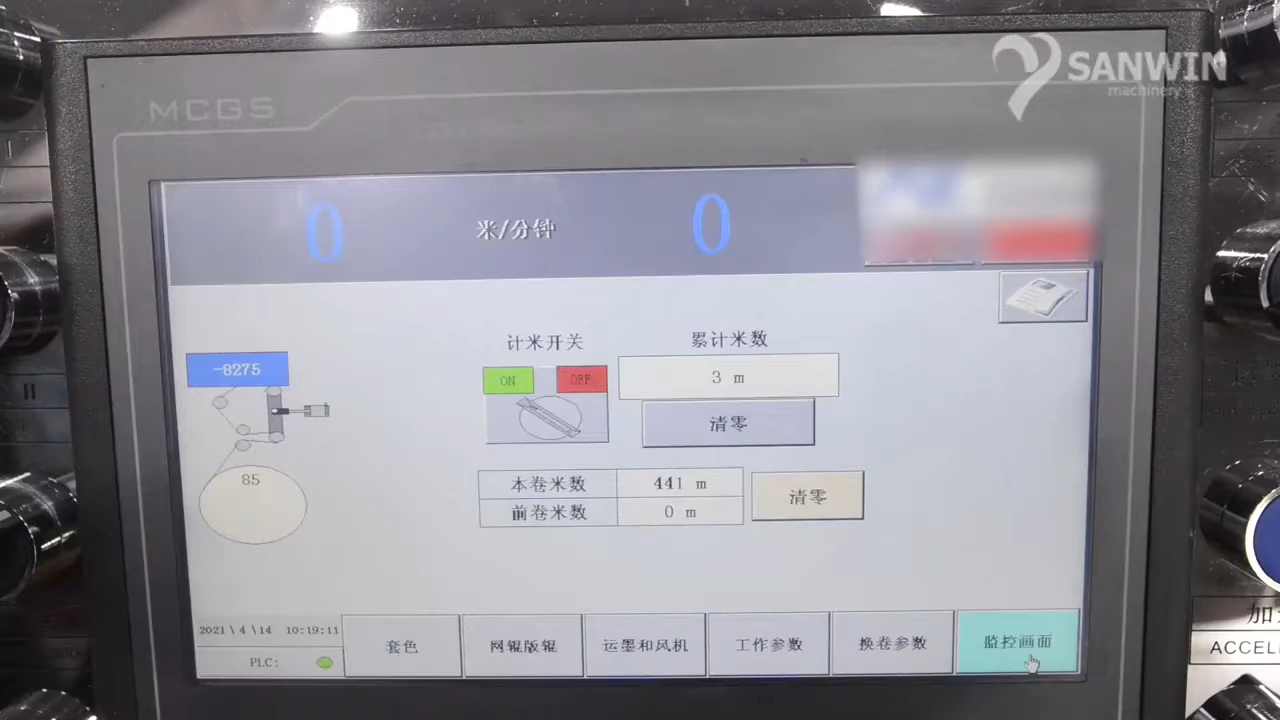 SANWIN
machinery
MCGS
0 米/分钟 0
计米开关 累计米数
-8275
ON OFF
3 m
清零
85
本卷米数 441 m
清零
前卷米数 0 m
2021\4\14 10:19:11
PLC:
套色 网辊版辊 运墨和风机 工作参数 换卷参数 监控画面
加
ACCEL